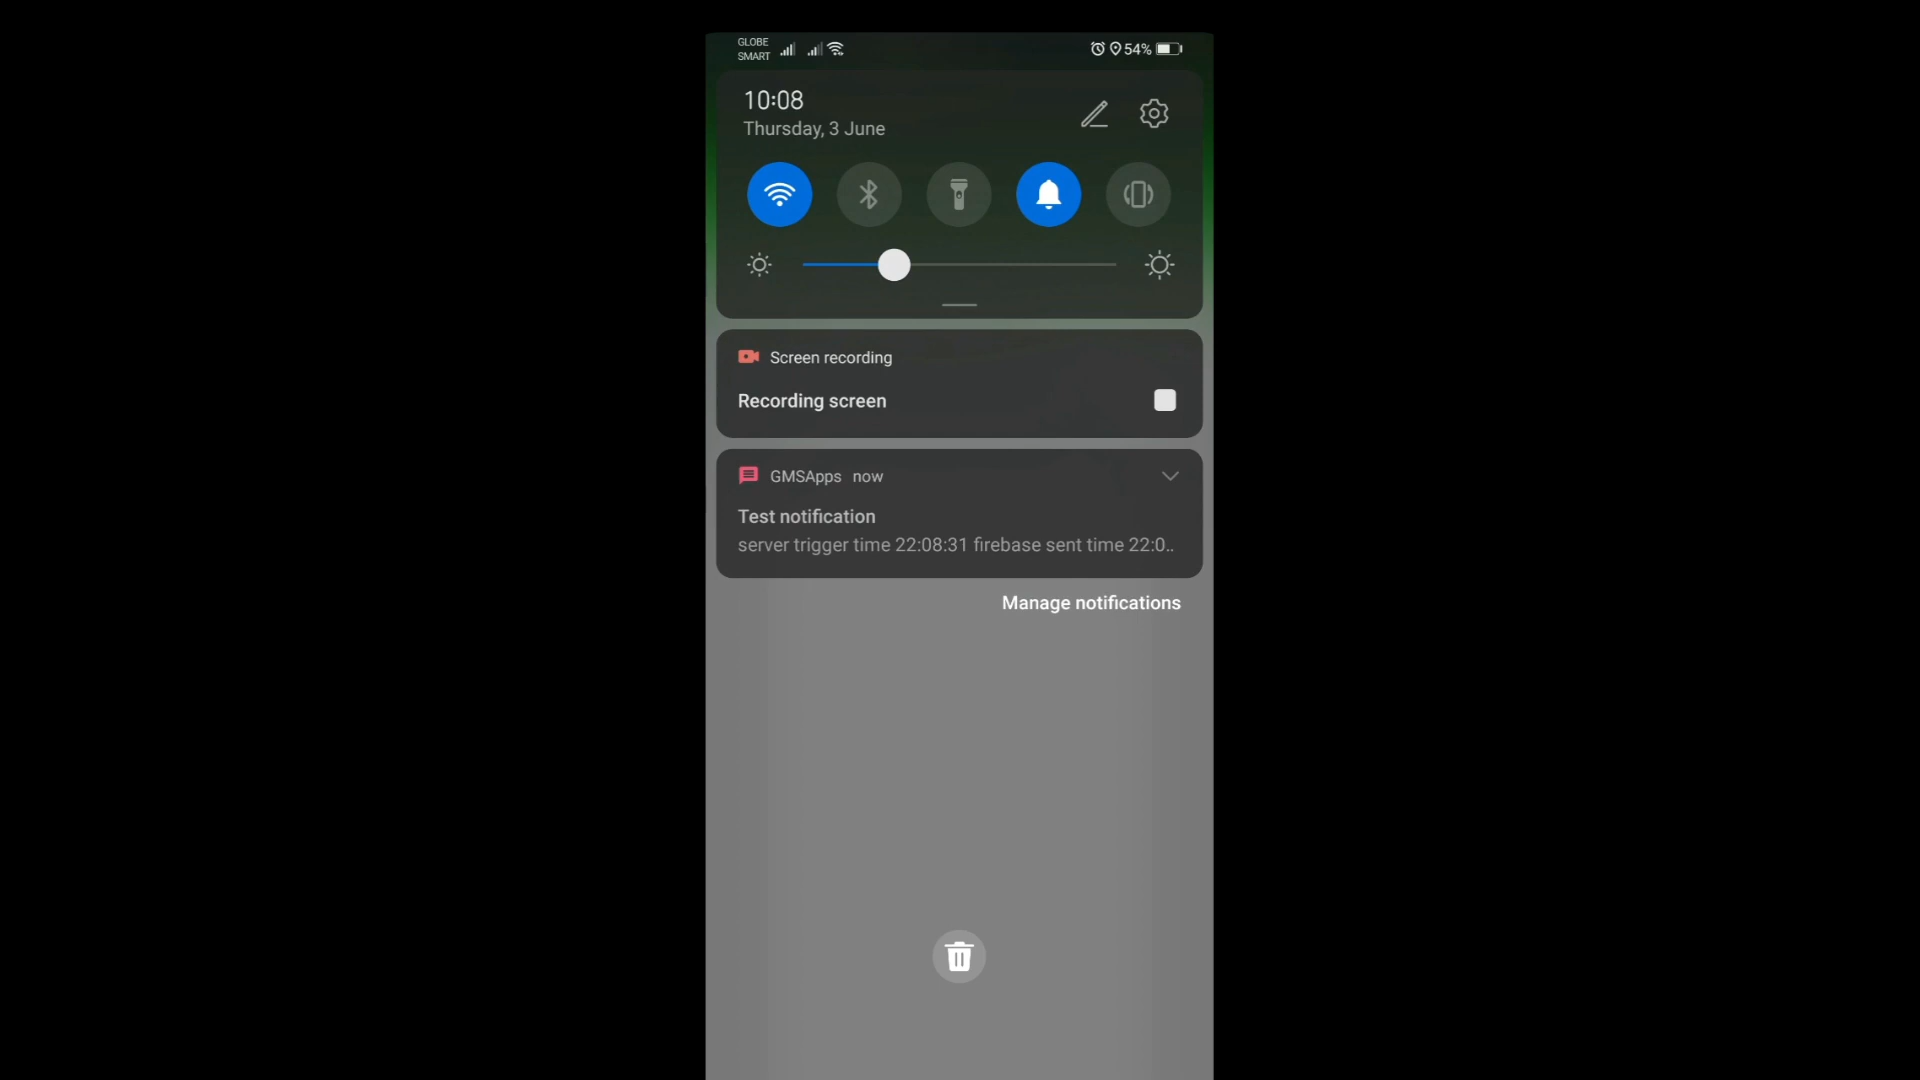 GLOBE
SMART
54%
10:08
Thursday, 3 June
Screen recording
Recording screen
GMSApps now
Test notification
server trigger time 22:08:31 firebase sent time 22:0..
Manage notifications